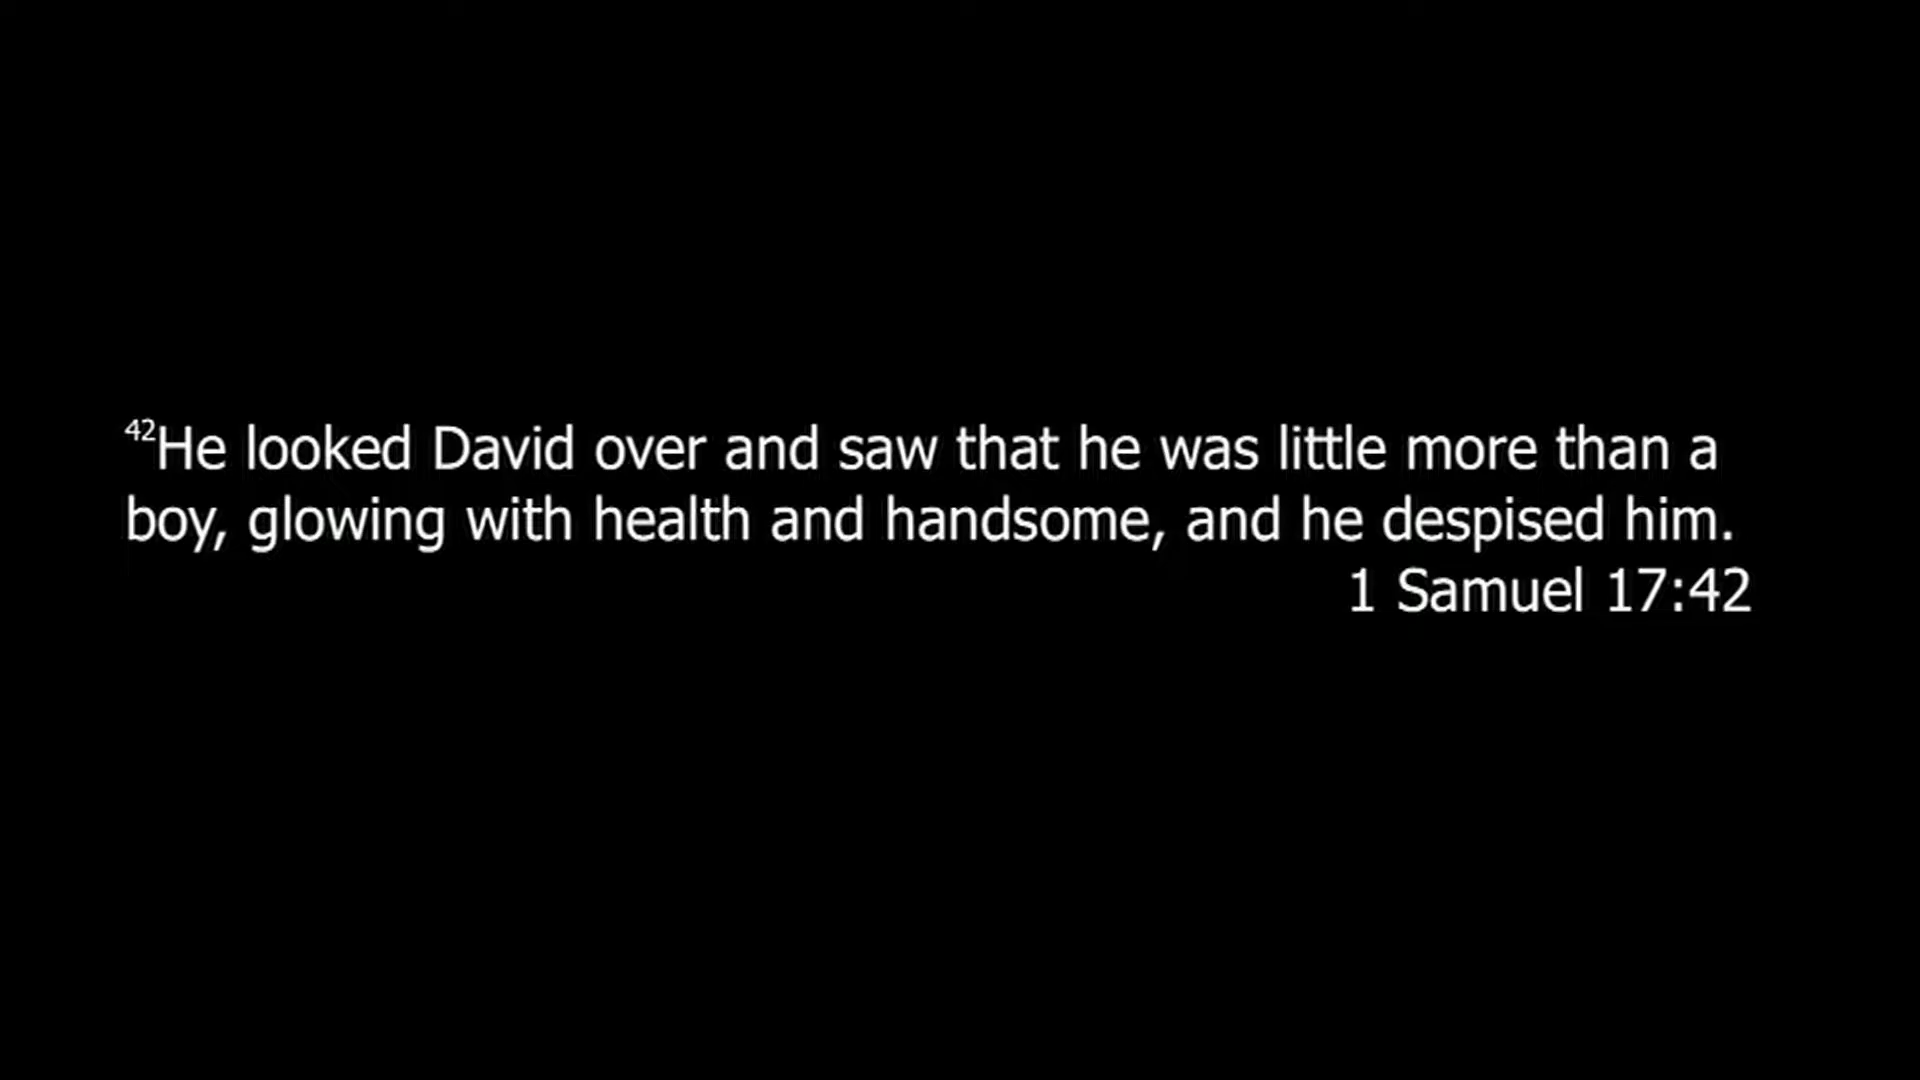 42He looked David over and saw that he was little more than a
boy, glowing with health and handsome, and he despised him.
1 Samuel 17:42